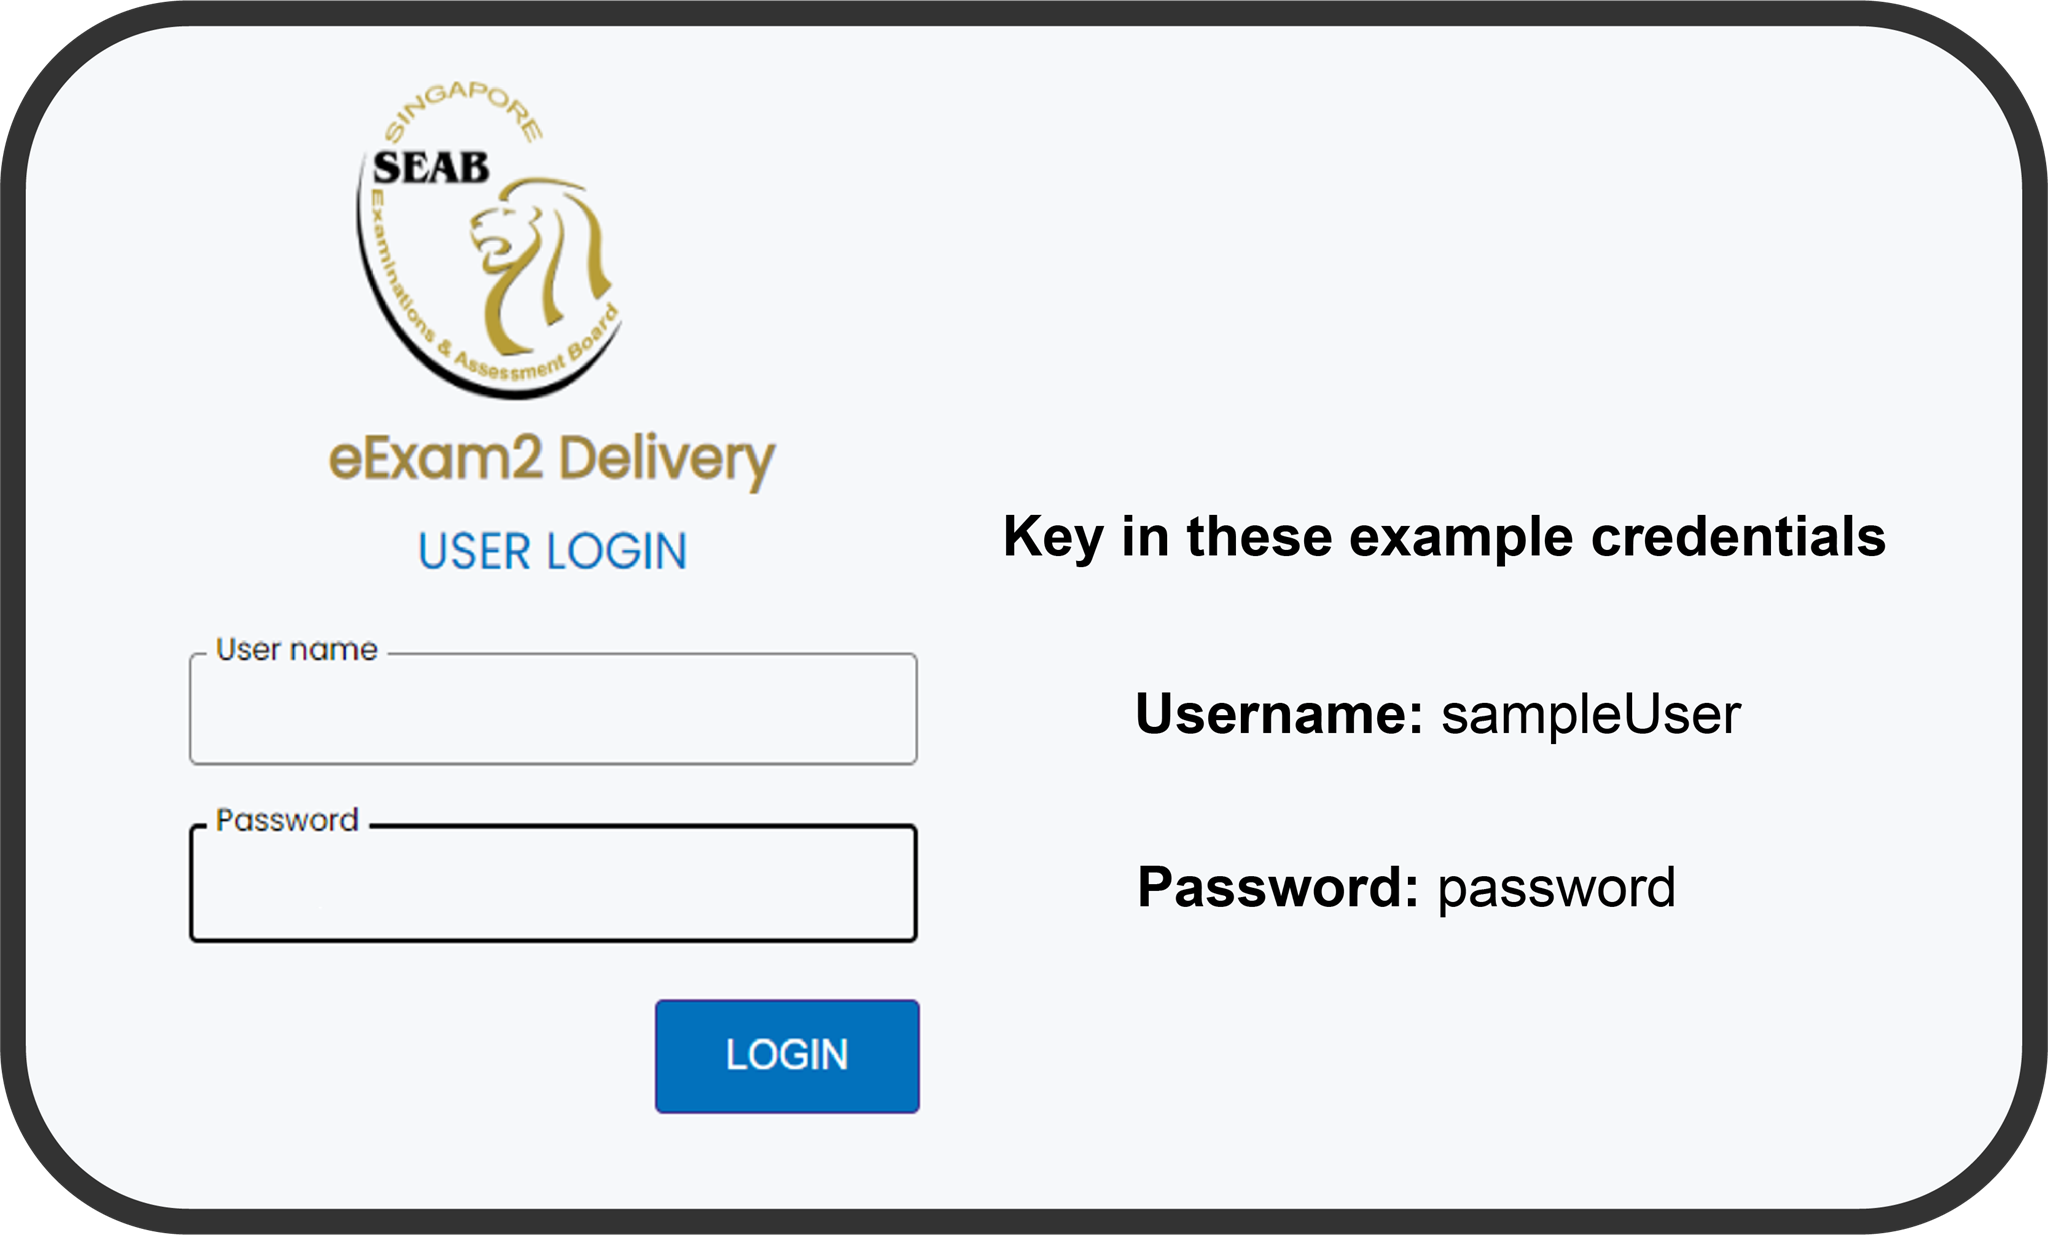 SINGAPORE
SEAB
Examinations & Assessment Board
eExam2 Delivery
USER LOGIN
Key in these example credentials
User name
Username: sampleUser
Password
Password: password
LOGIN